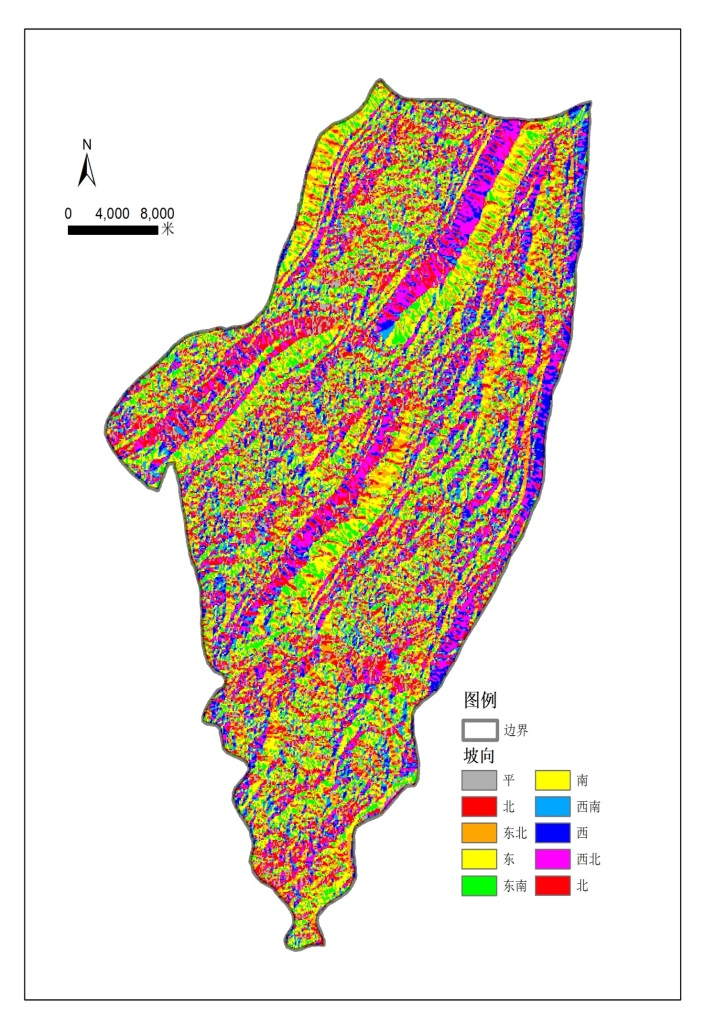 N
0 4,000 8,000
米
图例
边界
坡向
平 南
北 西南
东北 西
东 西北
东南 北